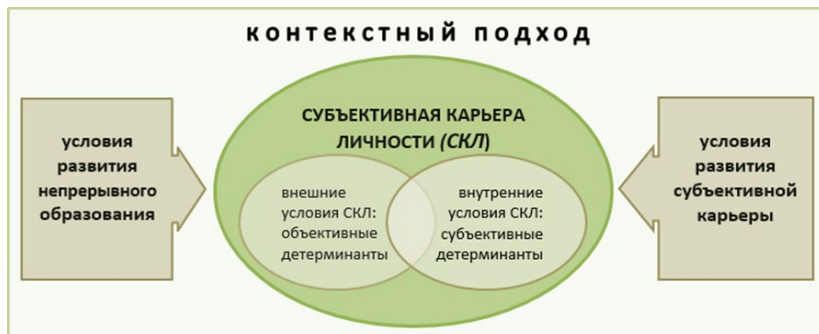 контекстный подход
СУБЪЕКТИВНАЯ КАРЬЕРА
ЛИЧНОСТИ (СКЛ)
условия
развития
непрерывного
образования
внешние
условия СКЛ:
объективные
детерминанты
внутренние
условия СКЛ:
субъективные
детерминанты
условия
развития
субъективной
карьеры